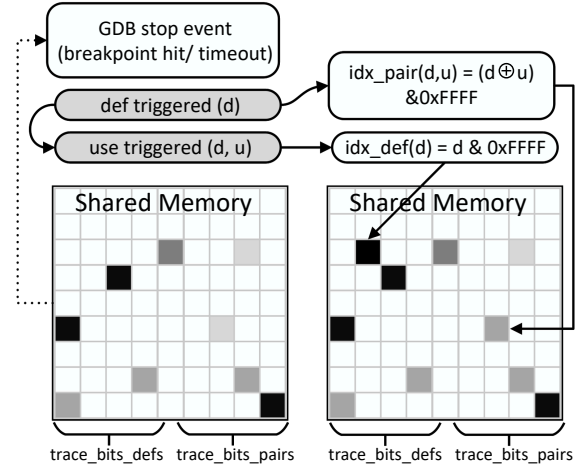 GDB stop event
(breakpoint hit/ timeout)
def triggered (d)
use triggered (d, u)
idx_pair(d,u) = (d⊕u)
&0xFFFF
idx_def(d) = d & 0xFFFF
Shared Memory
Shared Memory
trace_bits_defs
trace_bits_pairs
trace_bits_defs
trace_bits_pairs